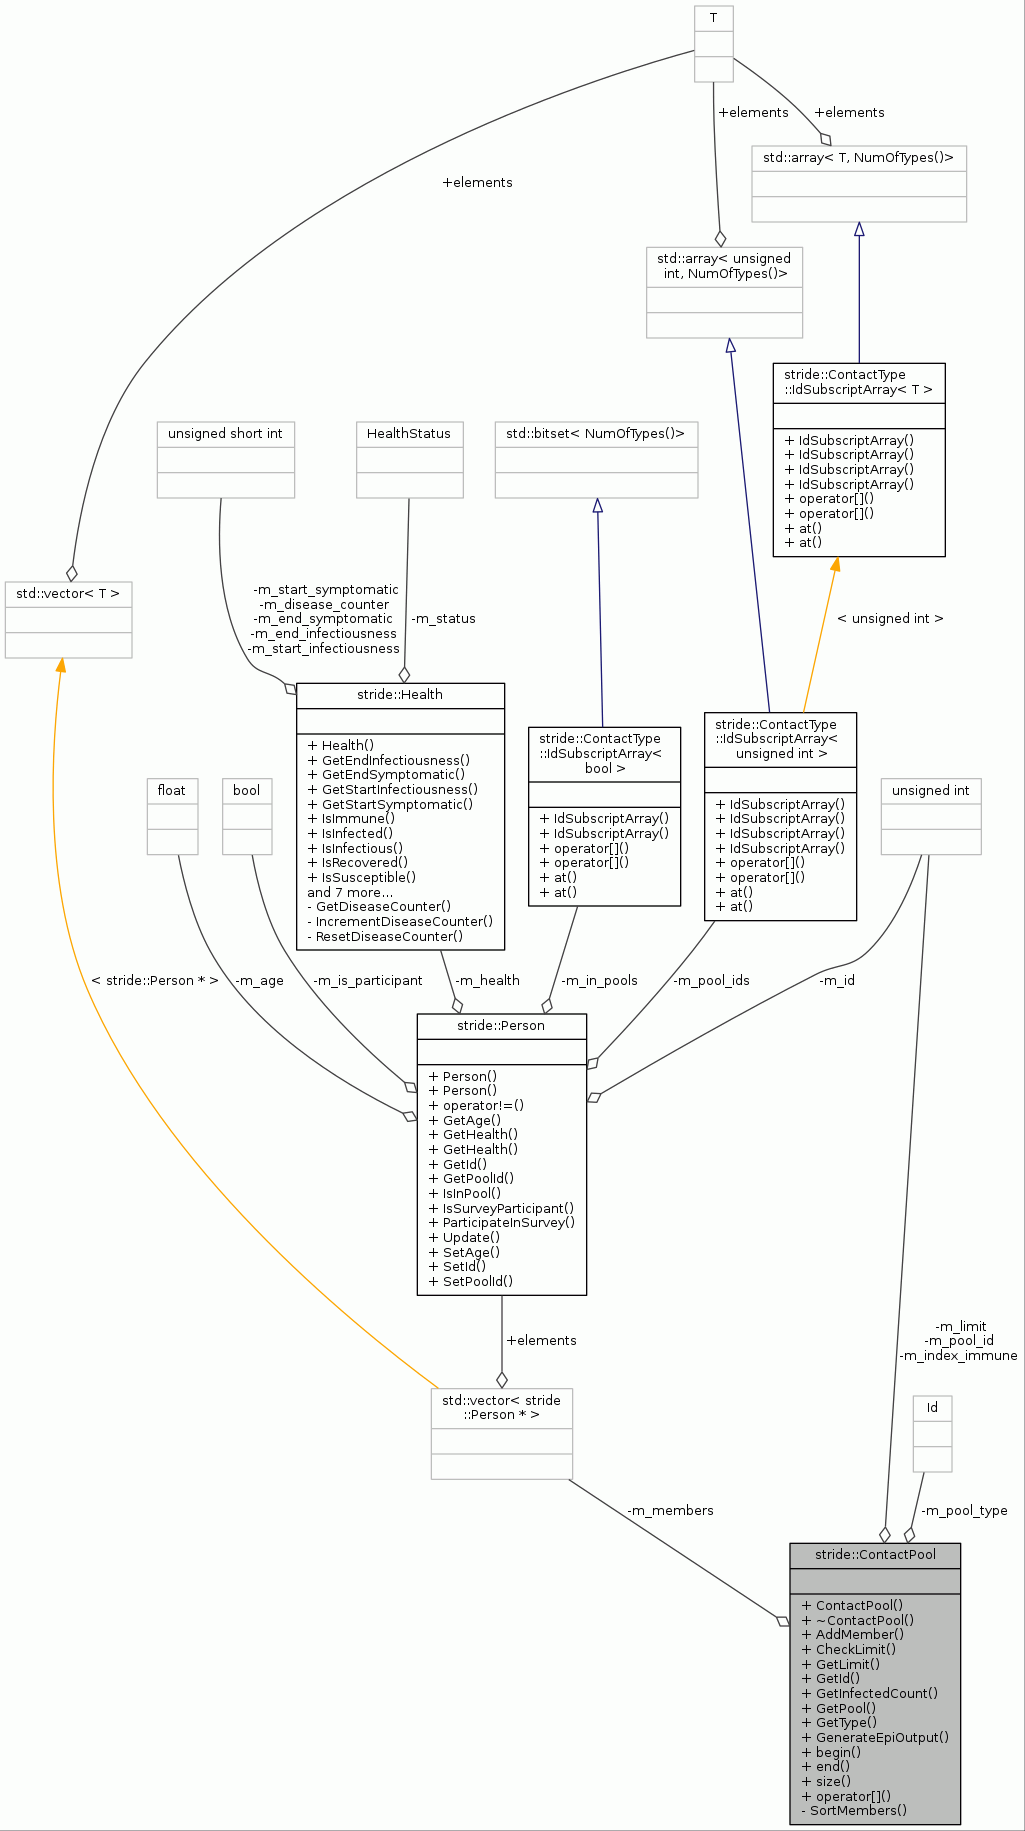 T
+elements
+elements
std::array< T, NumOfTypes()>
+elements
std::array< unsigned
int, NumOfTypes()>
stride::ContactType
::IdSubscriptArray< T >
+ IdSubscriptArray()
+ IdSubscriptArray()
+ IdSubscriptArray()
+ IdSubscriptArray()
+ operator[]()
+ operator[]()
+ at()
+ at()
unsigned short int
HealthStatus
std::bitset< NumOfTypes()>
std::vector< T >
-m_start_symptomatic
-m_disease_counter
-m_end_symptomatic
-m_end_infectiousness
-m_start_infectiousness
-m_status
< unsigned int >
stride::Health
+ Health()
+ GetEndInfectiousness()
+ GetEndSymptomatic()
+ GetStartInfectiousness()
+ GetStartSymptomatic()
+ IsImmune()
+ IsInfected()
+ IsInfectious()
+ IsRecovered()
+ IsSusceptible()
and 7 more...
- GetDiseaseCounter()
- IncrementDiseaseCounter()
- ResetDiseaseCounter()
stride::ContactType
::IdSubscriptArray<
bool >
+ IdSubscriptArray()
+ IdSubscriptArray()
+ operator[]()
+ operator[]()
+ at()
+ at()
stride::ContactType
::IdSubscriptArray<
unsigned int >
+ IdSubscriptArray()
+ IdSubscriptArray()
+ IdSubscriptArray()
+ IdSubscriptArray()
+ operator[]()
+ operator[]()
+ at()
+ at()
float
bool
unsigned int
< stride::Person * >
-m_age
-m_is_participant
-m_health
-m_in_pools
-m_pool_ids
-m_id
stride::Person
+ Person()
+ Person()
+ operator!=()
+ GetAge()
+ GetHealth()
+ GetHealth()
+ GetId()
+ GetPoolId()
+ IsInPool()
+ IsSurveyParticipant()
+ ParticipateInSurvey()
+ Update()
+ SetAge()
+ SetId()
+ SetPoolId()
+elements
-m_limit
-m_pool_id
-m_index_immune
std::vector< stride
::Person * >
Id
-m_members
-m_pool_type
stride::ContactPool
+ ContactPool()
+ ~ContactPool()
+ AddMember()
+ CheckLimit()
+ GetLimit()
+ GetId()
+ GetInfectedCount()
+ GetPool()
+ GetType()
+ GenerateEpiOutput()
+ begin()
+ end()
+ size()
+ operator[]()
- SortMembers()